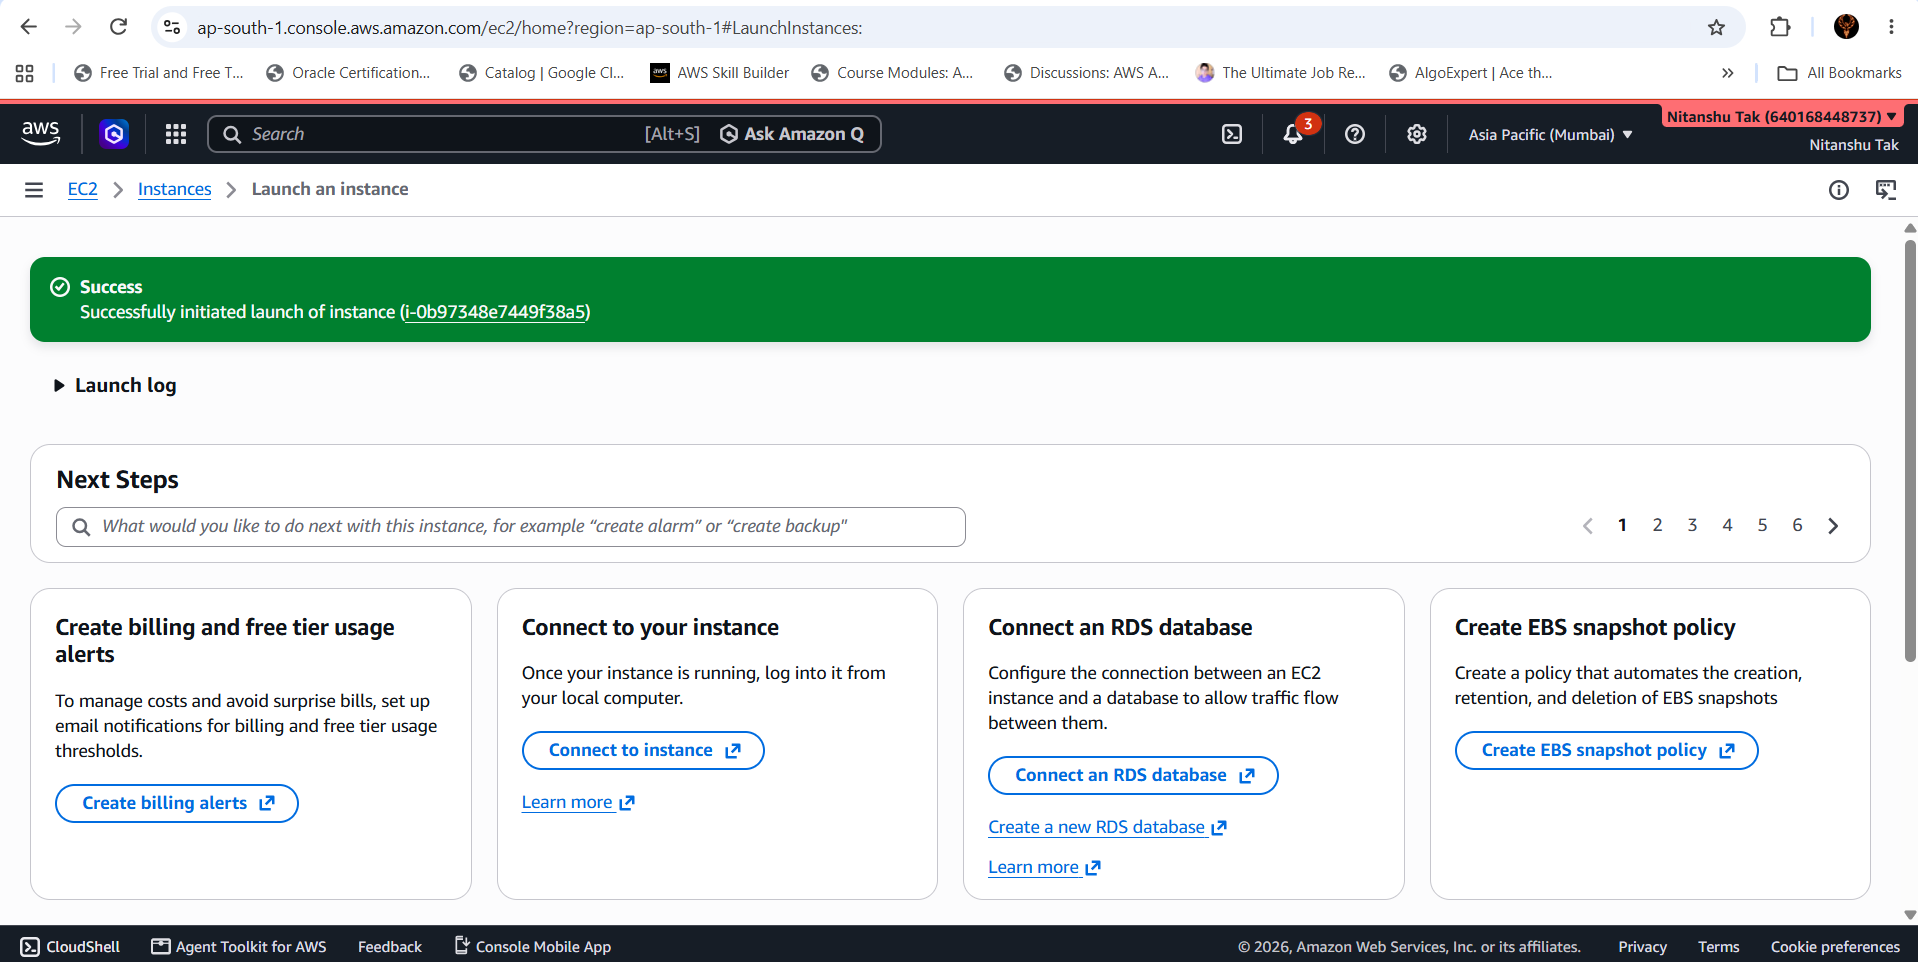 ap-south-1.console.aws.amazon.com/ec2/home?region=ap-south-1#LaunchInstances:
Free Trial and Free T...
Oracle Certification...
Catalog | Google Cl...
aws
AWS Skill Builder
Course Modules: A...
Discussions: AWS A...
The Ultimate Job Re...
AlgoExpert | Ace th...
All Bookmarks
aws
Search
[Alt+S]
Ask Amazon Q
3
Asia Pacific (Mumbai)
Nitanshu Tak (640168448737)
Nitanshu Tak
EC2
Instances
Launch an instance
Success
Successfully initiated launch of instance (i-0b97348e7449f38a5)
Launch log
Next Steps
What would you like to do next with this instance, for example “create alarm” or “create backup"
1 2 3 4 5 6
Create billing and free tier usage
alerts
To manage costs and avoid surprise bills, set up
email notifications for billing and free tier usage
thresholds.
Create billing alerts
Connect to your instance
Once your instance is running, log into it from
your local computer.
Connect to instance
Learn more
Connect an RDS database
Configure the connection between an EC2
instance and a database to allow traffic flow
between them.
Connect an RDS database
Create a new RDS database
Learn more
Create EBS snapshot policy
Create a policy that automates the creation,
retention, and deletion of EBS snapshots
Create EBS snapshot policy
CloudShell
Agent Toolkit for AWS
Feedback
Console Mobile App
© 2026, Amazon Web Services, Inc. or its affiliates.
Privacy
Terms
Cookie preferences